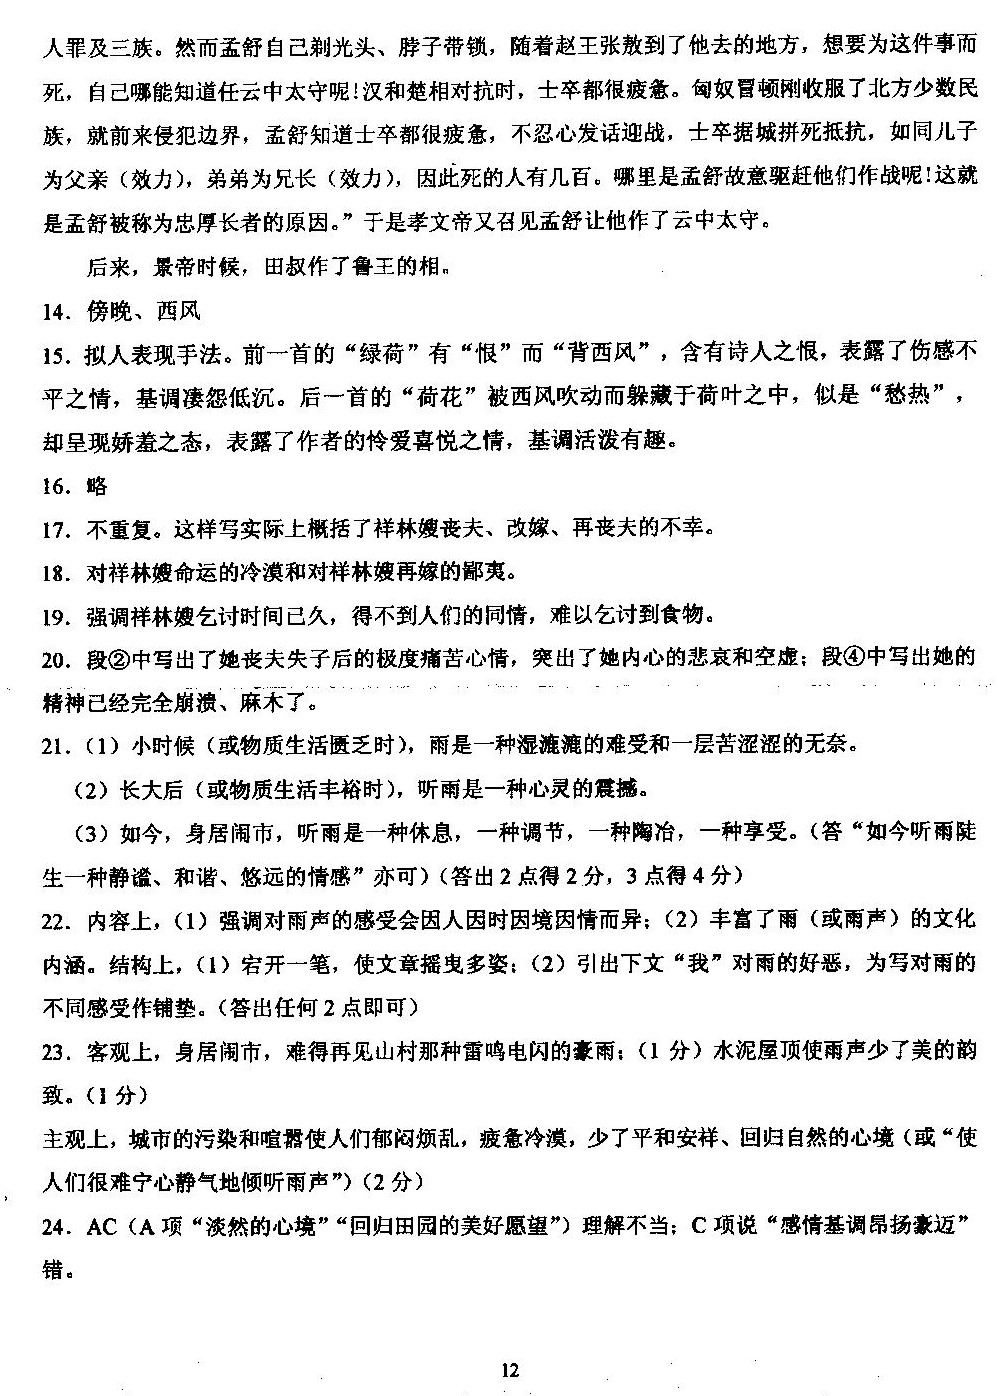 人罪及三族。然而孟舒自己剃光头、脖子带锁，随着赵王张敖到了他去的地方，想要为这件事而
死，自己哪能知道任云中太守呢!汉和楚相对抗时，士卒都很疲惫。匈奴冒顿刚收服了北方少数民
族，就前来侵犯边界，孟舒知道士卒都很疲惫，不忍心发话迎战，士卒据城拼死抵抗，如同儿子
为父亲（效力），弟弟为兄长（效力），因此死的人有几百。哪里是孟舒故意驱赶他们作战呢!这就
是孟舒被称为忠厚长者的原因。”于是孝文帝又召见孟舒让他作了云中太守。
后来，景帝时候，田叔作了鲁王的相。
14．傍晚、西风
15．拟人表现手法。前一首的“绿荷”有“恨”而“背西风”，含有诗人之恨，表露了伤感不
平之情，基调凄怨低沉。后一首的“荷花”被西风吹动而躲藏于荷叶之中，似是“愁热”，
却呈现娇羞之态，表露了作者的怜爱喜悦之情，基调活泼有趣。
16．略
17．不重复。这样写实际上概括了祥林嫂丧夫、改嫁、再丧夫的不幸。
18．对祥林嫂命运的冷漠和对祥林嫂再嫁的鄙夷。
19．强调祥林嫂乞讨时间已久，得不到人们的同情，难以乞讨到食物。
20．段②中写出了她丧夫失子后的极度痛苦心情，突出了她内心的悲哀和空虚；段④中写出她的
精神已经完全崩溃、麻木了。
21．（1）小时候（或物质生活匮乏时），雨是一种湿漉漉的难受和一层苦涩涩的无奈。
（2）长大后（或物质生活丰裕时），听雨是一种心灵的震撼。
（3）如今，身居闹市，听雨是一种休息，一种调节，一种陶冶，一种享受。（答“如今听雨陡
生一种静谧、和谐、悠远的情感”亦可）（答出 2 点得 2 分，3 点得 4 分）
22．内容上，（1）强调对雨声的感受会因人因时因境因情而异；（2）丰富了雨（或雨声）的文化
内涵。结构上，（1）宕开一笔，使文章摇曳多姿；（2）引出下文“我”对雨的好恶，为写对雨的
不同感受作铺垫。（答出任何 2 点即可）
23．客观上，身居闹市，难得再见山村那种雷鸣电闪的豪雨；（1 分）水泥屋顶使雨声少了美的韵
致。（1 分）
主观上，城市的污染和喧嚣使人们郁闷烦乱，疲惫冷漠，少了平和安祥、回归自然的心境（或“使
人们很难宁心静气地倾听雨声”）（2 分）
24．AC（A 项“淡然的心境”“回归田园的美好愿望”）理解不当；C 项说“感情基调昂扬豪迈”
错。
12